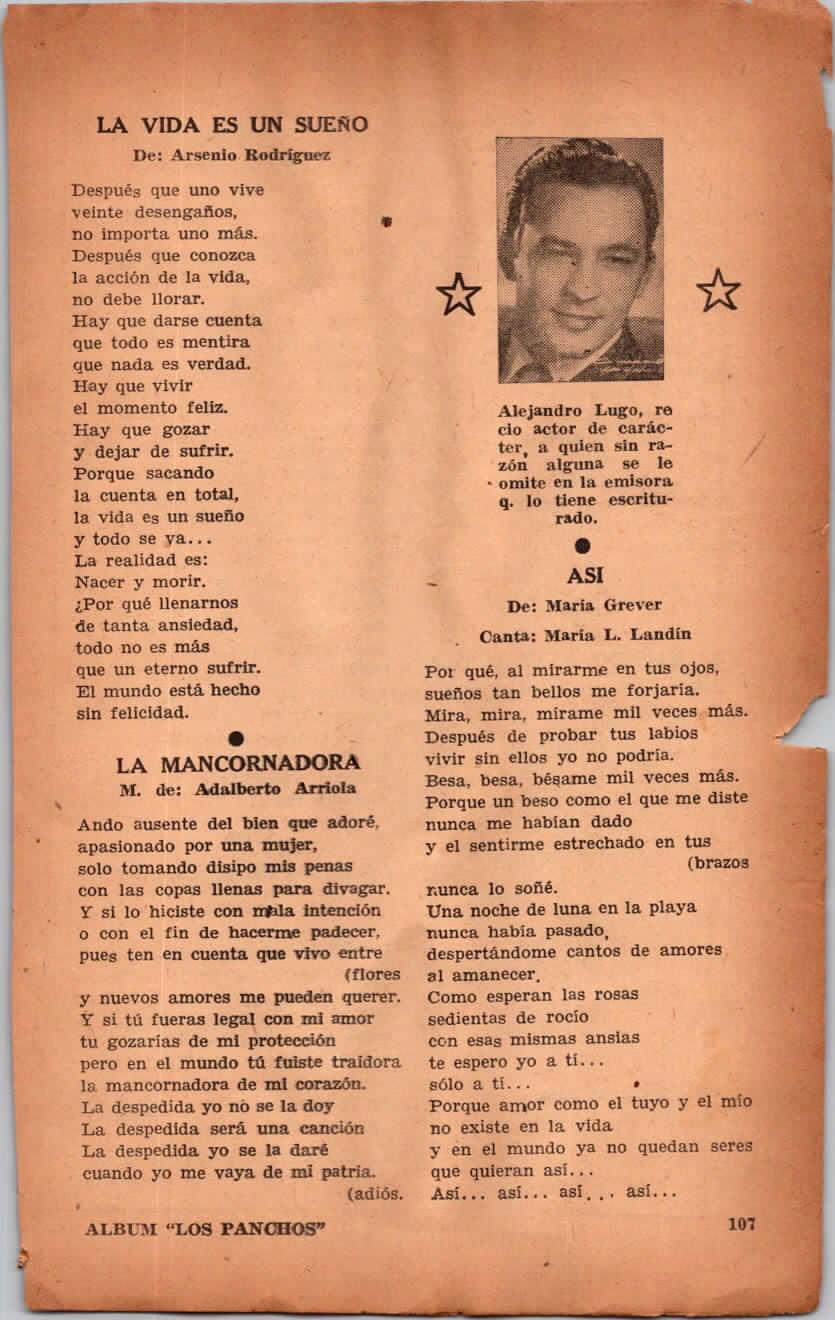 LA VIDA ES UN SUEÑO
De: Arsenio Rodríguez
Después que uno vive
veinte desengaños,
no importa uno más.
Después que conozca
la acción de la vida,
no debe llorar.
Hay que darse cuenta
que todo es mentira
que nada es verdad.
Hay que vivir
el momento feliz.
Hay que gozar
y dejar de sufrir.
Porque sacando
la cuenta en total,
la vida es un sueño
y todo se ya...
La realidad es:
Nacer y morir.
¿Por qué llenarnos
de tanta ansiedad,
todo no es más
que un eterno sufrir.
El mundo está hecho
sin felicidad.
LA MANCORNADORA
M. de: Adalberto Arriola
Ando ausente del bien que adoré,
apasionado por una mujer,
solo tomando disipo mis penas
con las copas llenas para divagar.
Y si lo hiciste con mala intención
o con el fin de hacerme padecer,
pues ten en cuenta que vivo entre
(flores
y nuevos amores me pueden querer.
Y si tú fueras legal con mi amor
tu gozarías de mi protección
pero en el mundo tú fuiste traidora
la mancornadora de mi corazón.
La despedida yo no se la doy
La despedida será una canción
La despedida yo se la daré
cuando yo me vaya de mi patria.
(adiós.
Alejandro Lugo, re
cio actor de carác-
ter, a quien sin ra-
zón alguna se le
omite en la emisora
q. lo tiene escritu-
rado.
ASI
De: María Grever
Canta: María L. Landín
Por qué, al mirarme en tus ojos,
sueños tan bellos me forjaría.
Mira, mira, mírame mil veces más.
Después de probar tus labios
vivir sin ellos yo no podría.
Besa, besa, bésame mil veces más.
Porque un beso como el que me diste
nunca me habían dado
y el sentirme estrechado en tus
(brazos
nunca lo soñé.
Una noche de luna en la playa
nunca había pasado,
despertándome cantos de amores
al amanecer.
Como esperan las rosas
sedientas de rocío
con esas mismas ansias
te espero yo a tí...
sólo a tí...
Porque amor como el tuyo y el mío
no existe en la vida
y en el mundo ya no quedan seres
que quieran así...
Así... así... así... así...
ALBUM "LOS PANCHOS"
107